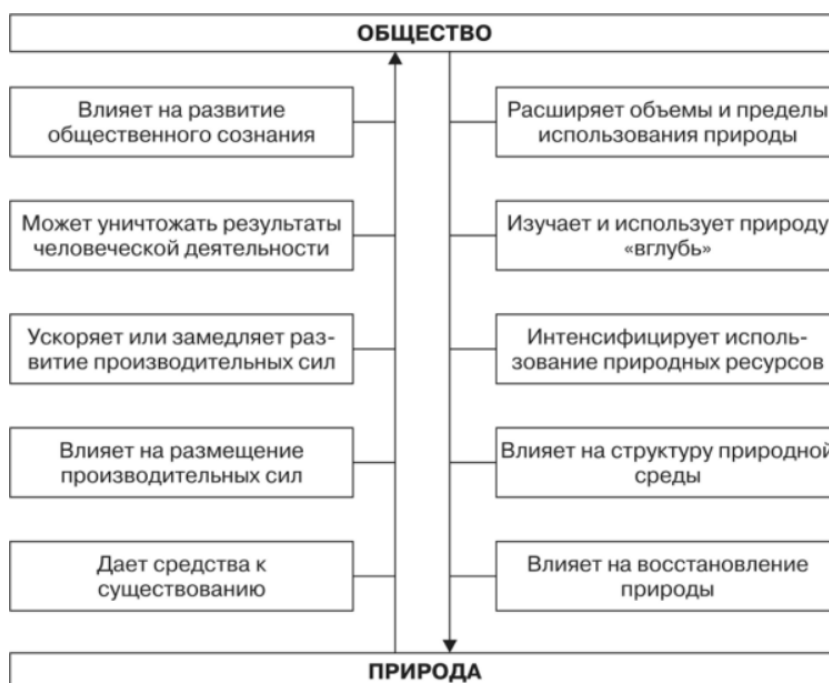 ОБЩЕСТВО
Влияет на развитие
общественного сознания
Расширяет объемы и пределы
использования природы
Может уничтожать результаты
человеческой деятельности
Изучает и использует природу
«вглубь»
Ускоряет или замедляет раз-
витие производительных сил
Интенсифицирует исполь-
зование природных ресурсов
Влияет на размещение
производительных сил
Влияет на структуру природной
среды
Дает средства к
существованию
Влияет на восстановление
природы
ПРИРОДА